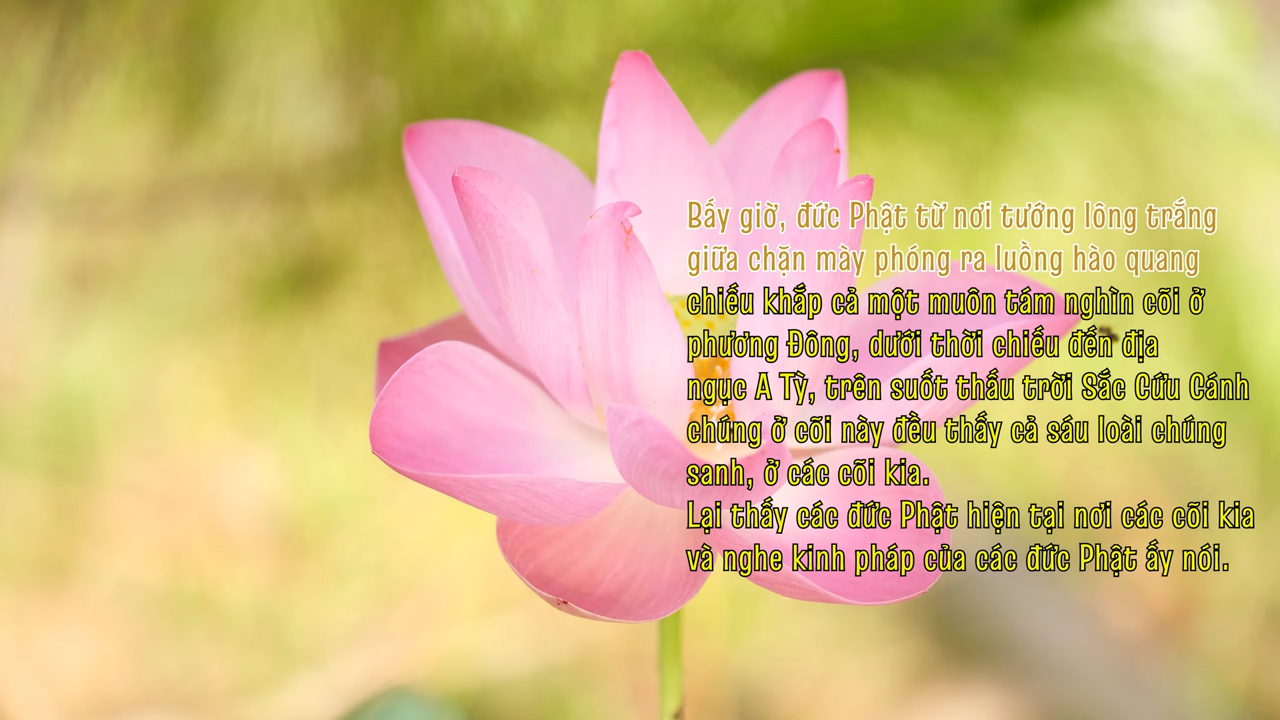 Bấy giờ, đức Phật từ nơi tướng lông trắng
giữa chặn mày phóng ra luồng hào quang
chiếu khắp cả một muôn tám nghìn cõi ở
phương Đông, dưới thời chiếu đến địa
ngục A Tỳ, trên suốt thấu trời Sắc Cứu Cánh
chúng ở cõi này đều thấy cả sáu loài chúng
sanh, ở các cõi kia.
Lại thấy các đức Phật hiện tại nơi các cõi kia
và nghe kinh pháp của các đức Phật ấy nói.